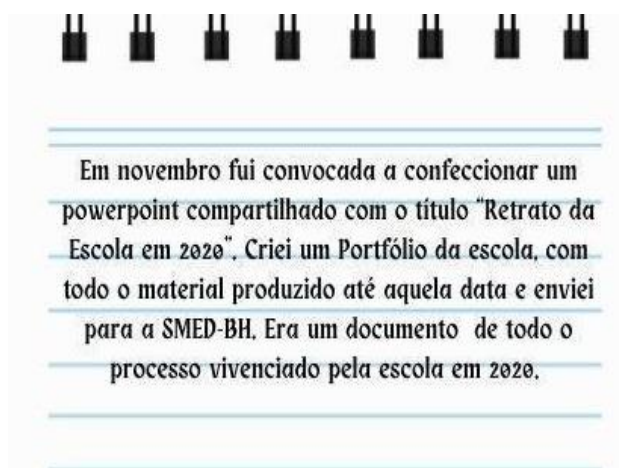 Em novembro fui convocada a confeccionar um
powerpoint compartilhado com o título "Retrato da
Escola em 2020". Criei um Portfólio da escola, com
todo o material produzido até aquela data e enviei
para a SMED-BH. Era um documento  de todo o
processo vivenciado pela escola em 2020.